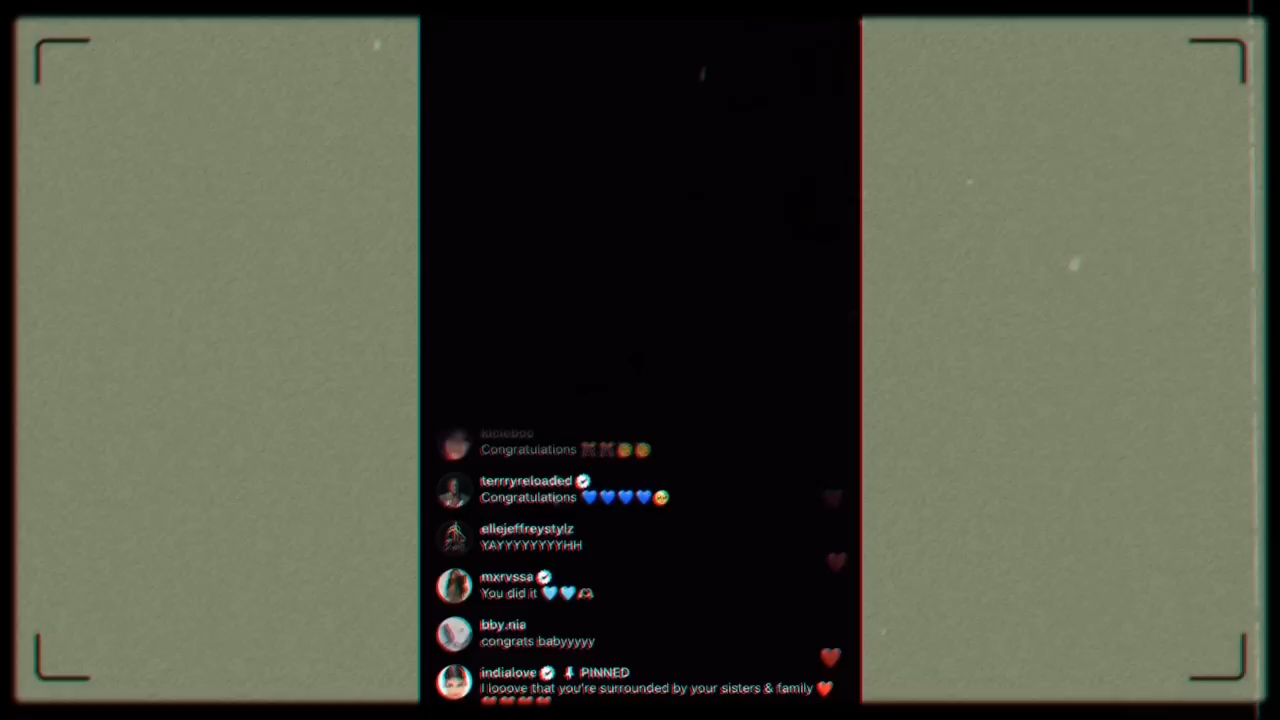 kicieboo
Congratulations
terrryreloaded
Congratulations 💙💙💙💙🥹
ellejeffreystylz
YAYYYYYYYYHH
mxrvssa
You did it 🩵🩵🫶
bby.nia
congrats babyyyyy
indialove PINNED
I looove that you're surrounded by your sisters & family ❤️
❤️❤️❤️❤️